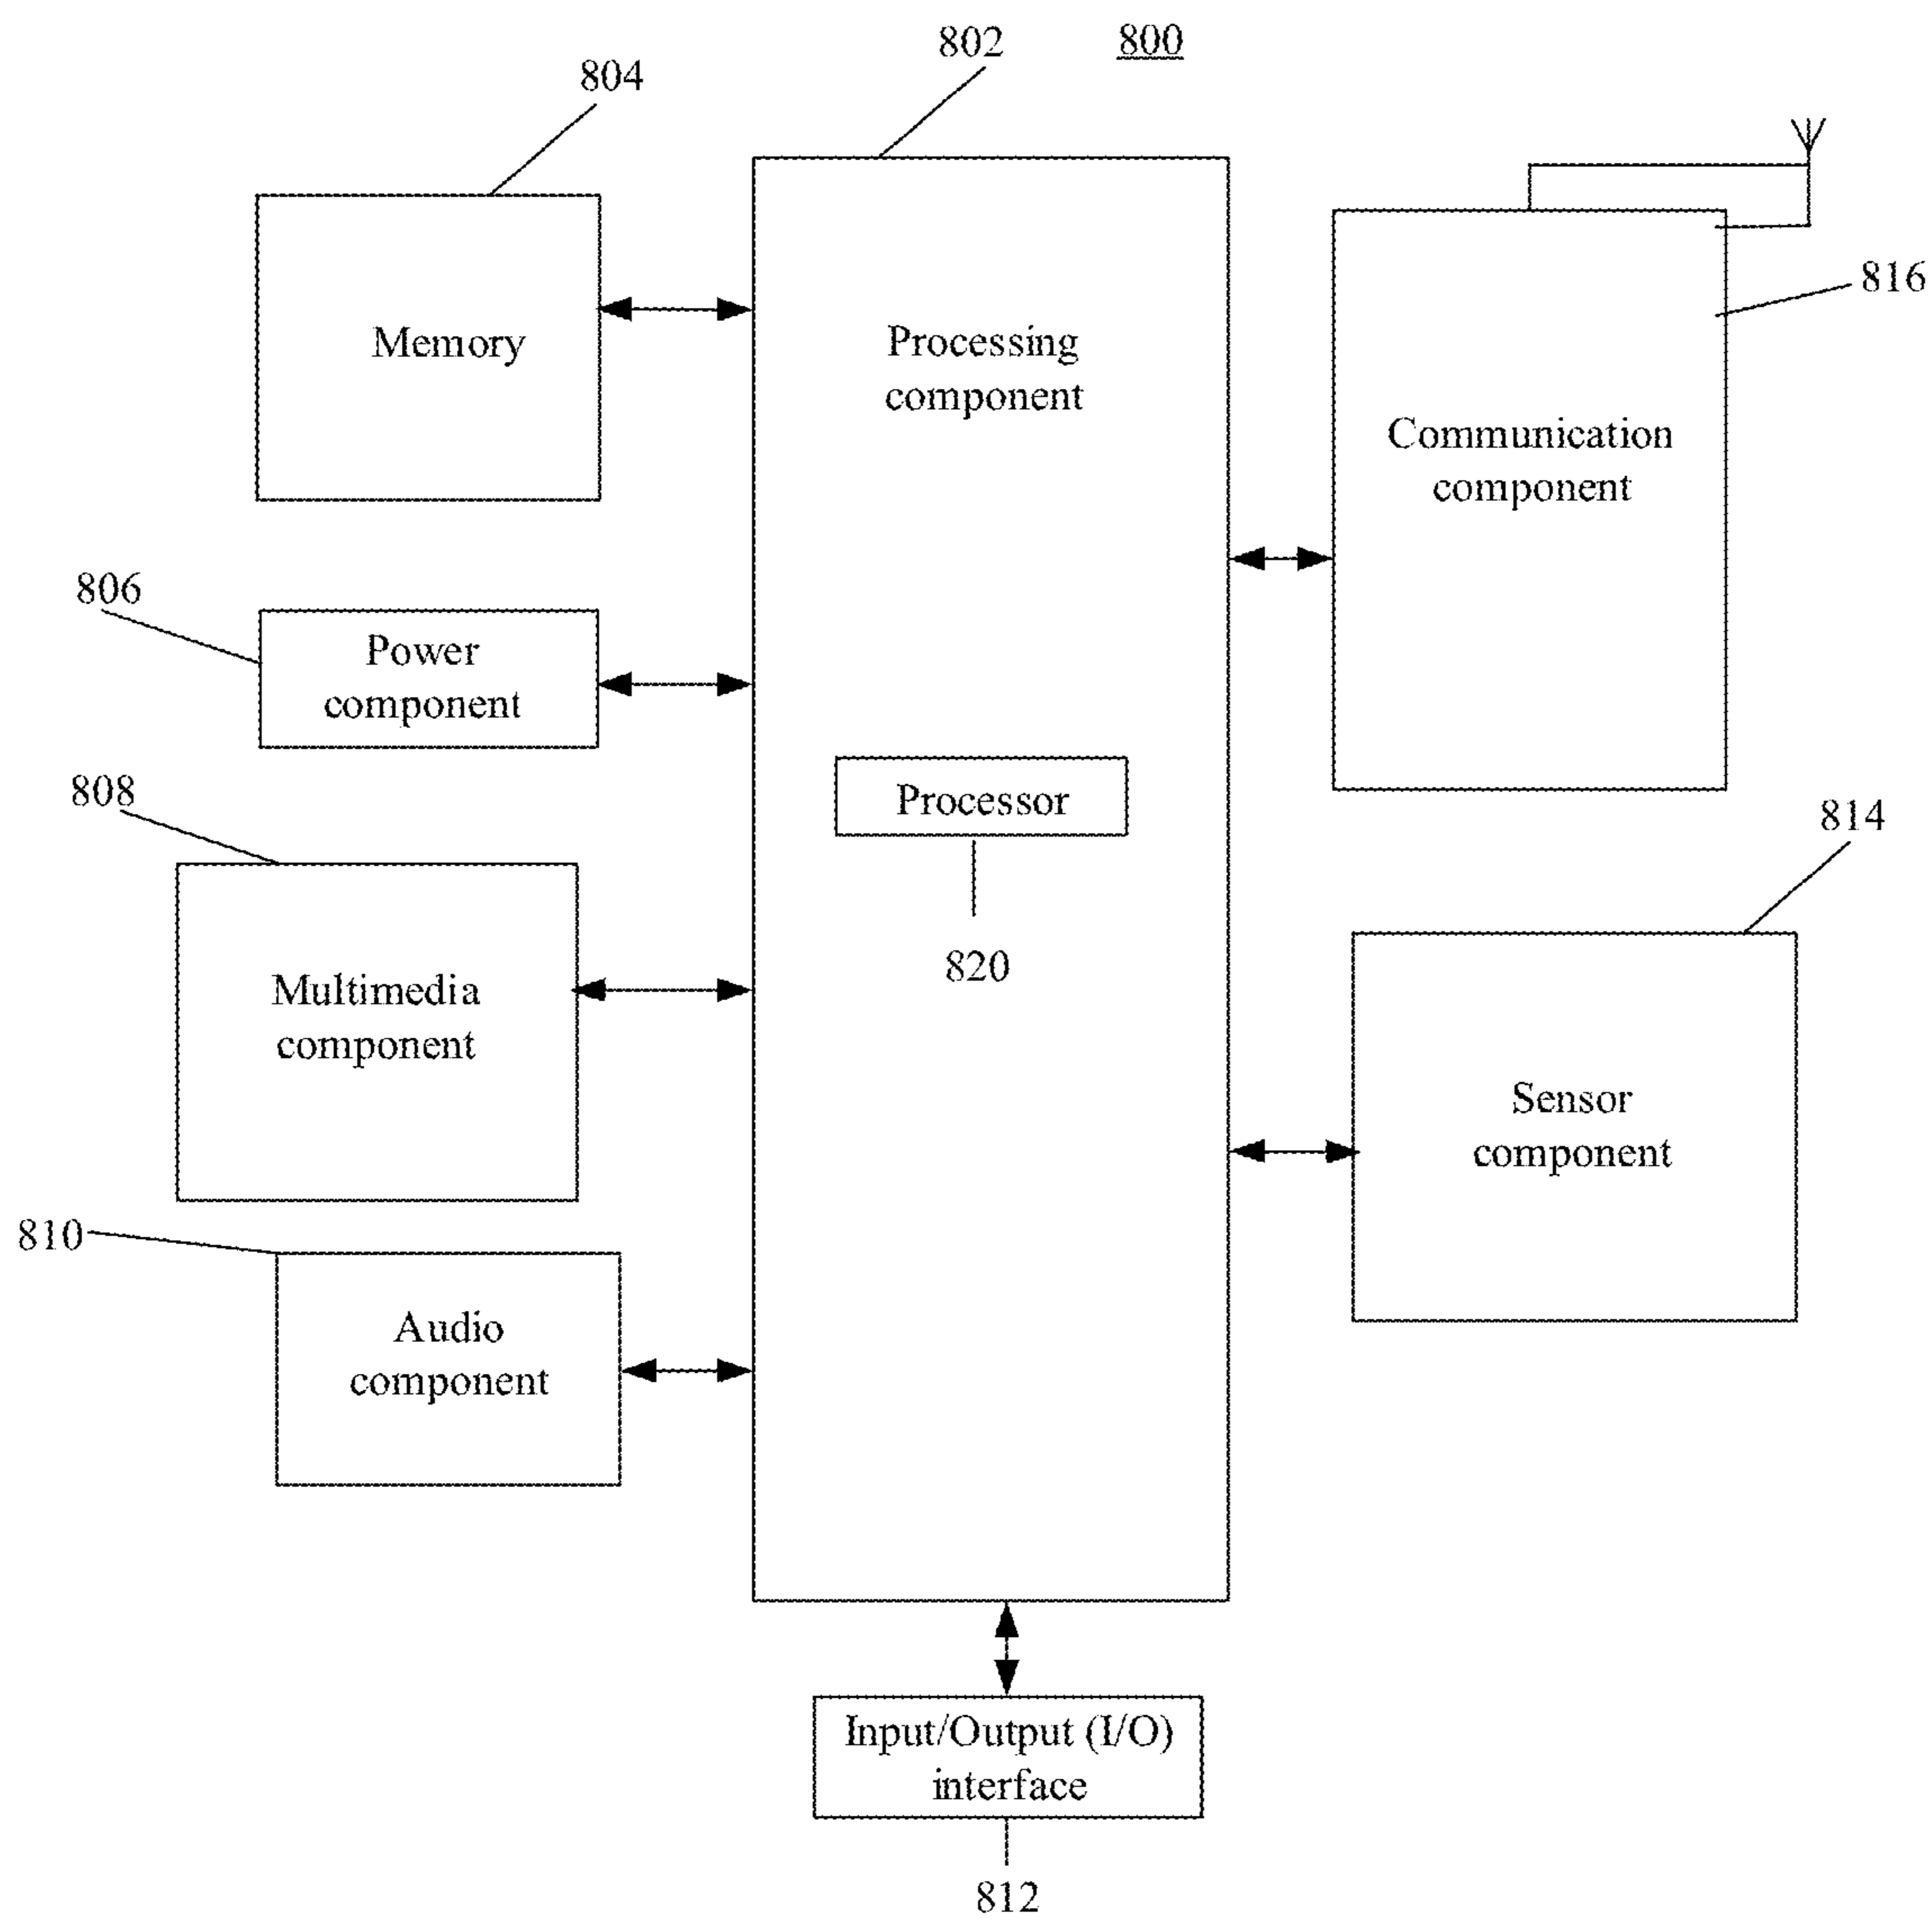 802
800
804
816
Memory
Processing
component
Communication
component
806
Power
component
808
Processor
814
820
Multimedia
component
Sensor
component
810
Audio
component
Input/Output (I/O)
interface
812